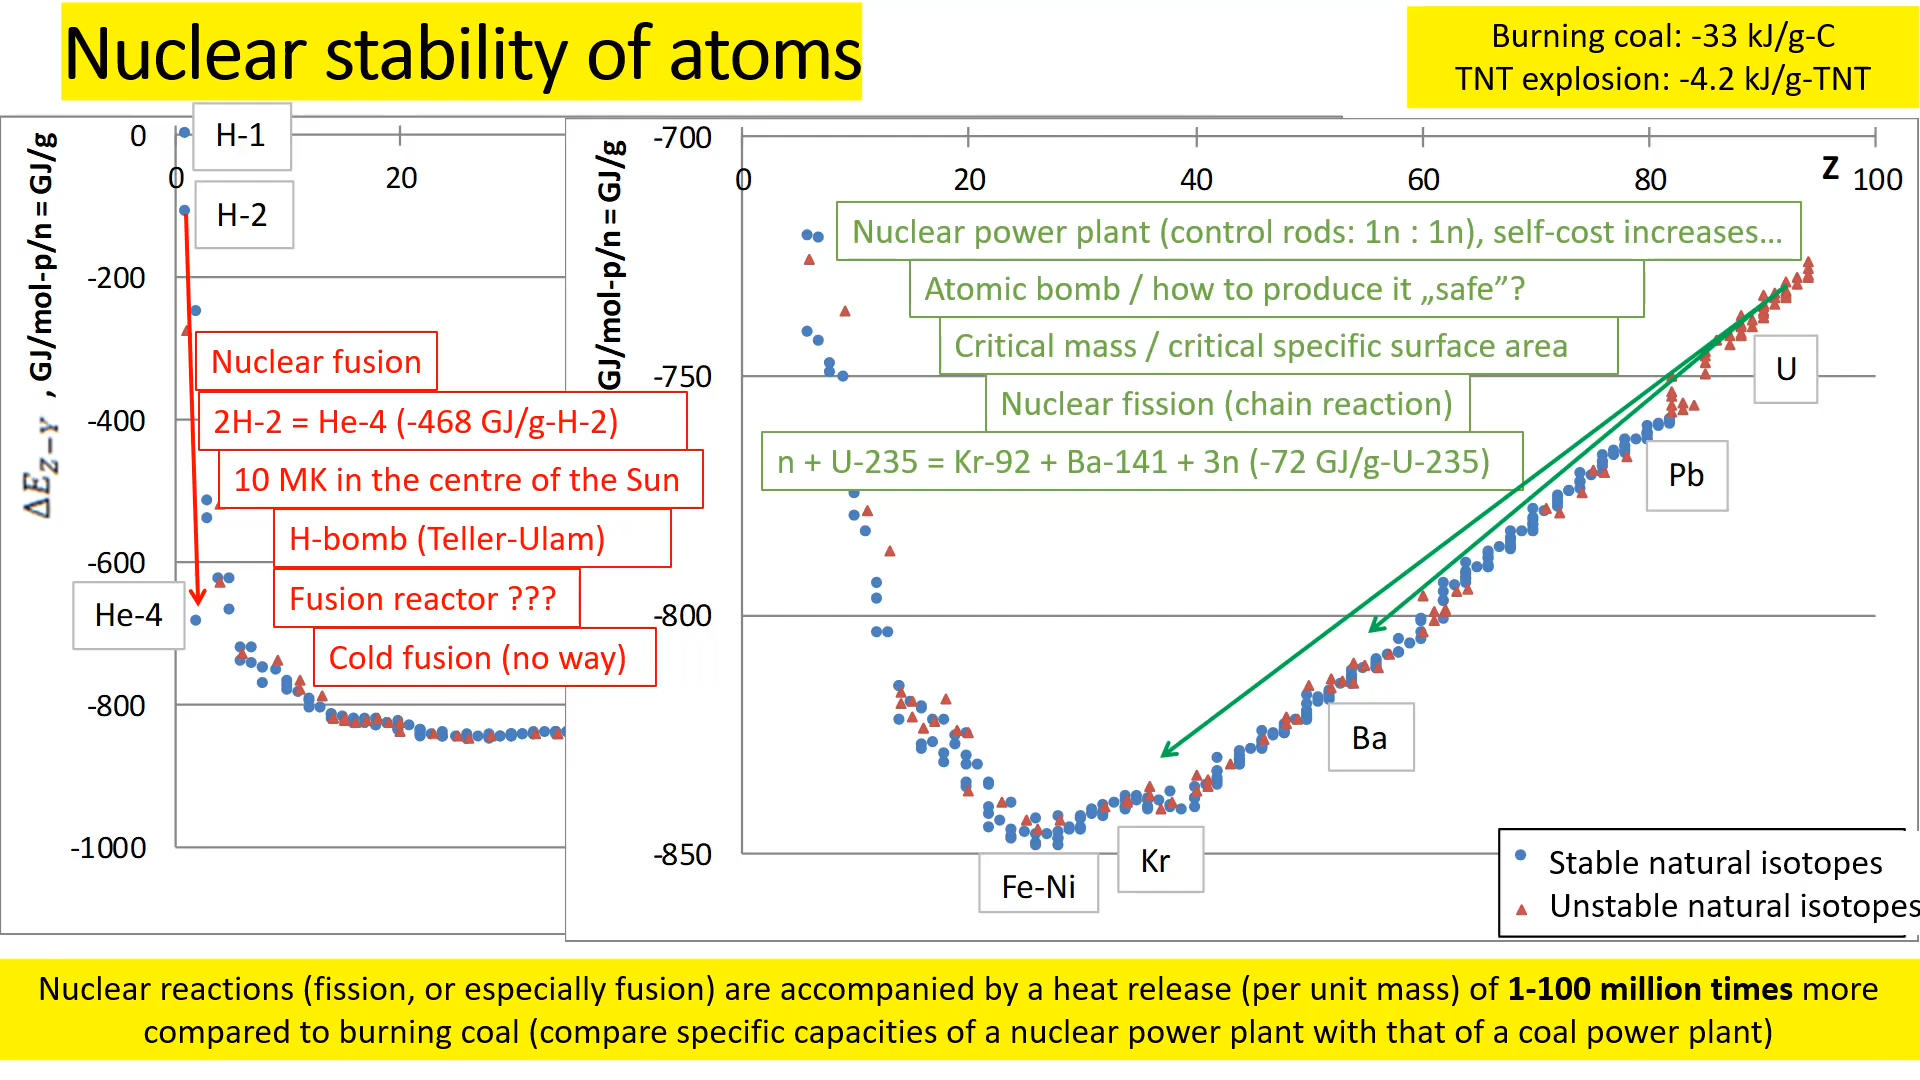 Nuclear stability of atoms
Burning coal: -33 kJ/g-C
TNT explosion: -4.2 kJ/g-TNT
ΔE Z−Y , GJ/mol-p/n = GJ/g
0
-200
-400
-600
-800
-1000
0
20
H-1
H-2
He-4
Nuclear fusion
2H-2 = He-4 (-468 GJ/g-H-2)
10 MK in the centre of the Sun
H-bomb (Teller-Ulam)
Fusion reactor ???
Cold fusion (no way)
GJ/mol-p/n = GJ/g
-700
-750
-800
-850
0
20
40
60
80
Z
100
Nuclear power plant (control rods: 1n : 1n), self-cost increases...
Atomic bomb / how to produce it „safe”?
Critical mass / critical specific surface area
Nuclear fission (chain reaction)
n + U-235 = Kr-92 + Ba-141 + 3n (-72 GJ/g-U-235)
U
Pb
Ba
Kr
Fe-Ni
Stable natural isotopes
Unstable natural isotopes
Nuclear reactions (fission, or especially fusion) are accompanied by a heat release (per unit mass) of 1-100 million times more
compared to burning coal (compare specific capacities of a nuclear power plant with that of a coal power plant)